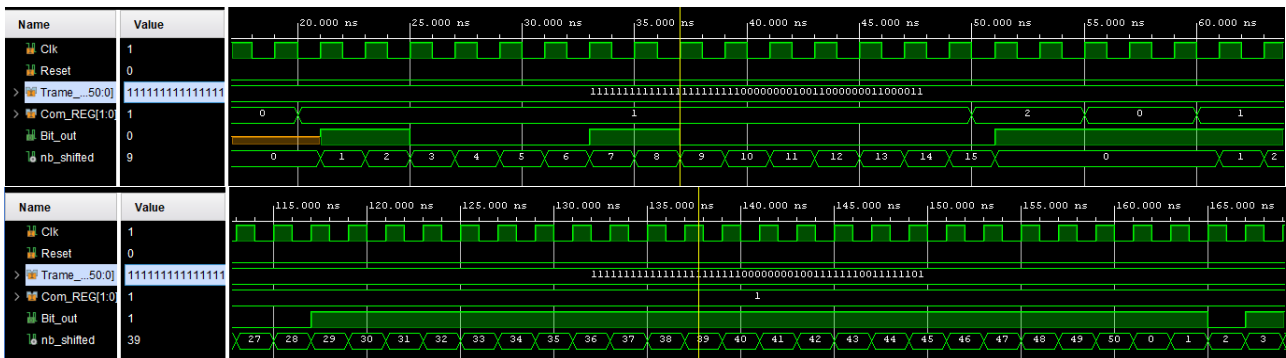 Name Value 20.000 ns 25.000 ns 30.000 ns 35.000 ns 40.000 ns 45.000 ns 50.000 ns 55.000 ns 60.000 ns
Clk 1
Reset 0
Trame_...50:0]
Com_REG[1:0] 1 0 1 2 0 1
Bit_out 0
nb_shifted 9 0 1 2 3 4 5 6 7 8 9 10 11 12 13 14 15 0 1 2
Name Value 115.000 ns 120.000 ns 125.000 ns 130.000 ns 135.000 ns 140.000 ns 145.000 ns 150.000 ns 155.000 ns 160.000 ns 165.000 ns
Clk 1
Reset 0
Trame_...50:0]
Com_REG[1:0] 1 1
Bit_out 1
nb_shifted 39 27 28 29 30 31 32 33 34 35 36 37 38 39 40 41 42 43 44 45 46 47 48 49 50 0 1 2 3